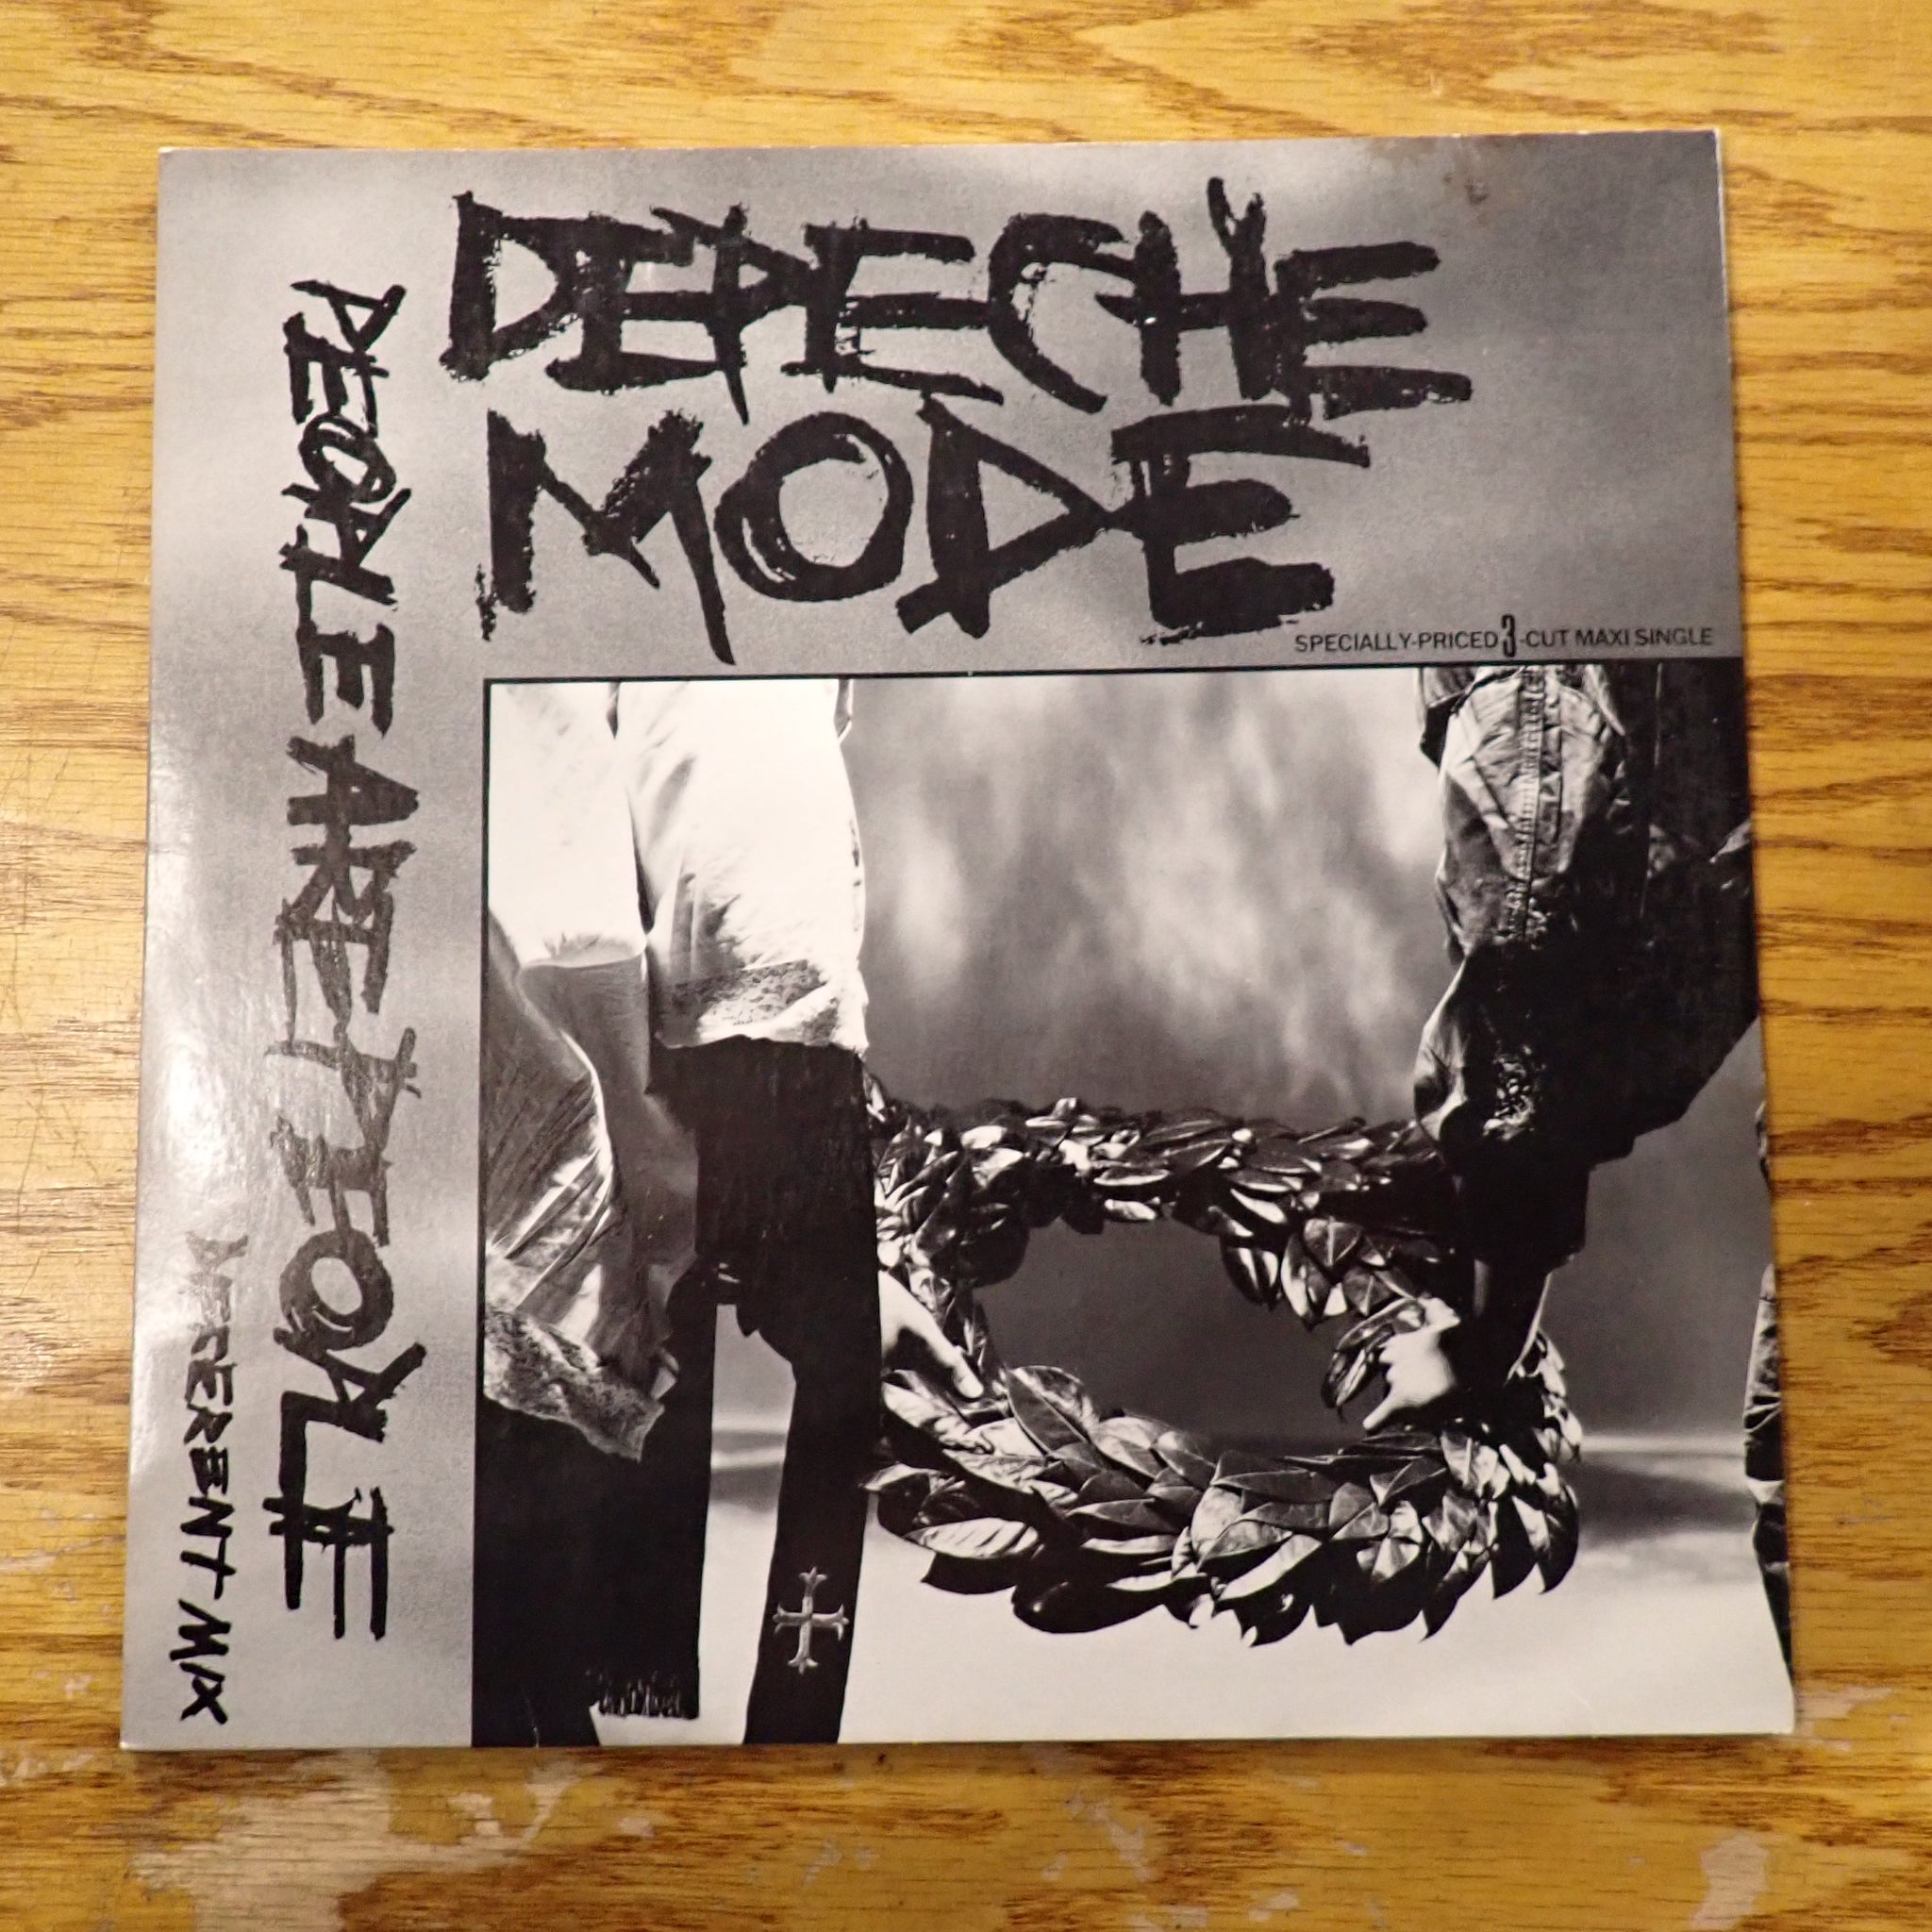 DEPECHE
MODE
SPECIALLY-PRICED 3-CUT MAXI SINGLE
PEOPLE ARE PEOPLE
DIFFERENT MIX